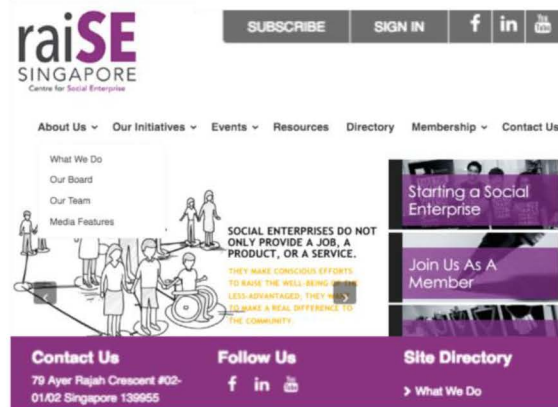 raiSE
SINGAPORE
Centre for Social Enterprise
SUBSCRIBE SIGN IN f in You Tube
About Us Our Initiatives Events Resources Directory Membership Contact Us
What We Do
Our Board
Our Team
Media Features
SOCIAL ENTERPRISES DO NOT
ONLY PROVIDE A JOB, A
PRODUCT, OR A SERVICE.
THEY MAKE CONSCIOUS EFFORTS
TO RAISE THE WELL-BEING OF THE
LESS-ADVANTAGED; THEY
TO MAKE A REAL DIFFERENCE TO
THE COMMUNITY
Starting a Social
Enterprise
Join Us As A
Member
Contact Us
79 Ayer Rajah Crescent #02-
01/02 Singapore 139955
Follow Us
f in
Site Directory
> What We Do